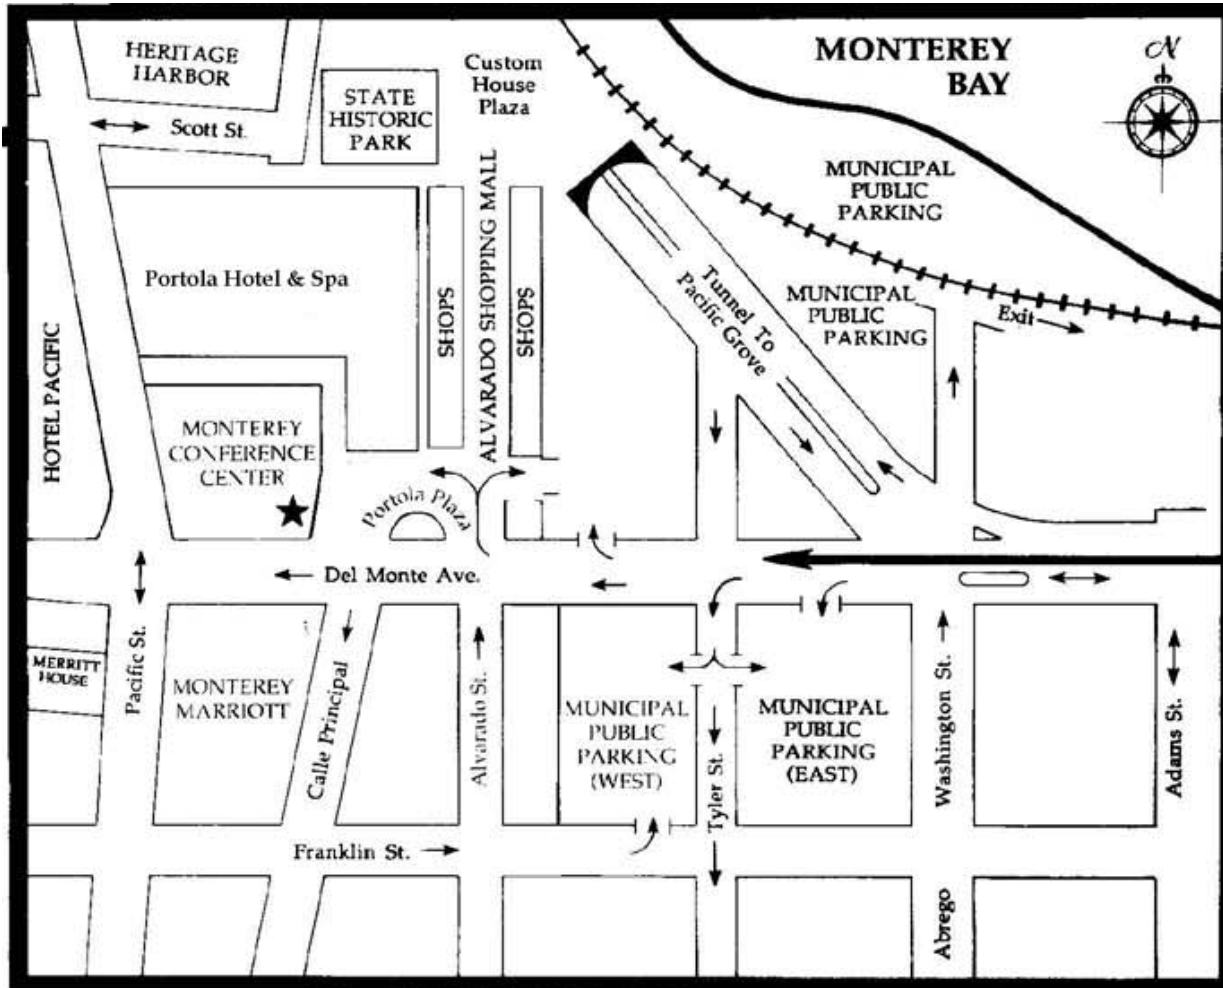 HERITAGE
HARBOR
Scott St.
STATE
HISTORIC
PARK
Custom
House
Plaza
MONTEREY
BAY
N
MUNICIPAL
PUBLIC
PARKING
Portola Hotel & Spa
SHOPS
ALVARADO SHOPPING MALL
SHOPS
Tunnel To
Pacific Grove
MUNICIPAL
PUBLIC
PARKING
Exit
HOTEL PACIFIC
MONTEREY
CONFERENCE
CENTER
Portola Plaza
Del Monte Ave.
MERRITT
HOUSE
Pacific St.
MONTEREY
MARRIOTT
Calle Principal
Alvarado St.
MUNICIPAL
PUBLIC
PARKING
(WEST)
Tyler St.
MUNICIPAL
PUBLIC
PARKING
(EAST)
Washington St.
Adams St.
Franklin St.
Abrego